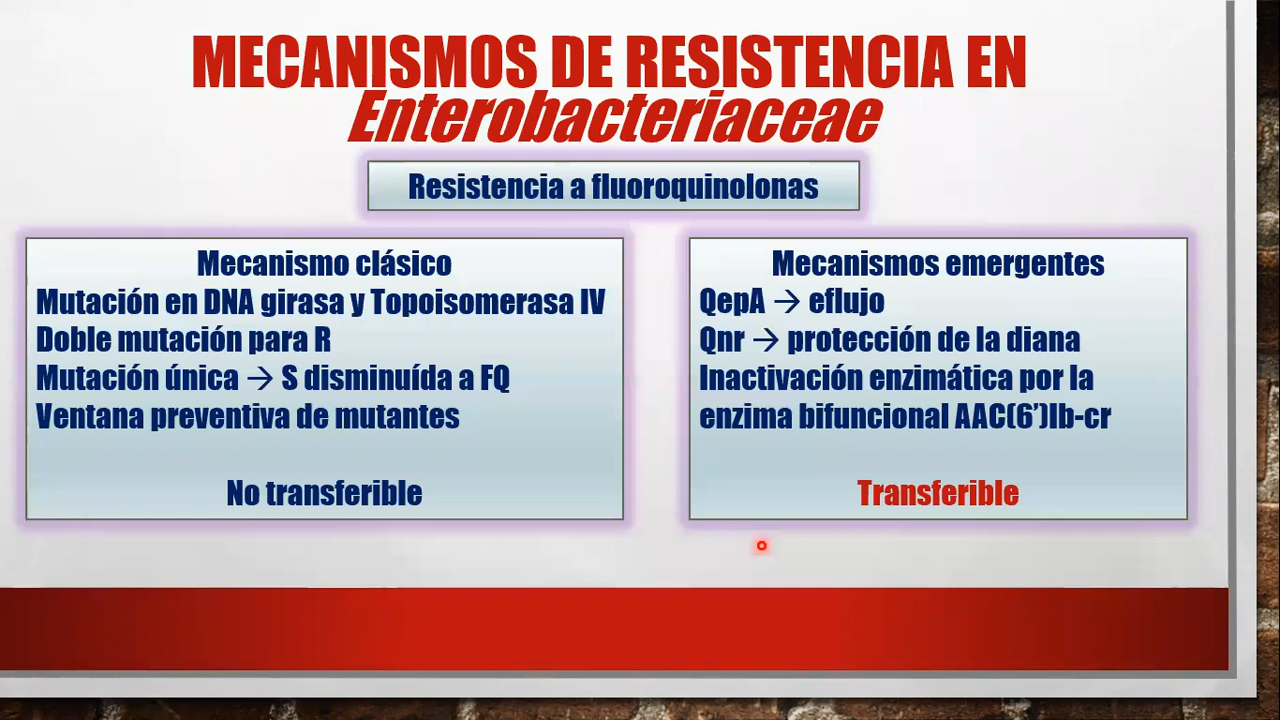 MECANISMOS DE RESISTENCIA EN
Enterobacteriaceae
Resistencia a fluoroquinolonas
Mecanismo clásico
Mutación en DNA girasa y Topoisomerasa IV
Doble mutación para R
Mutación única → S disminuída a FQ
Ventana preventiva de mutantes
No transferible
Mecanismos emergentes
QepA → eflujo
Qnr → protección de la diana
Inactivación enzimática por la
enzima bifuncional AAC(6’)Ib-cr
Transferible